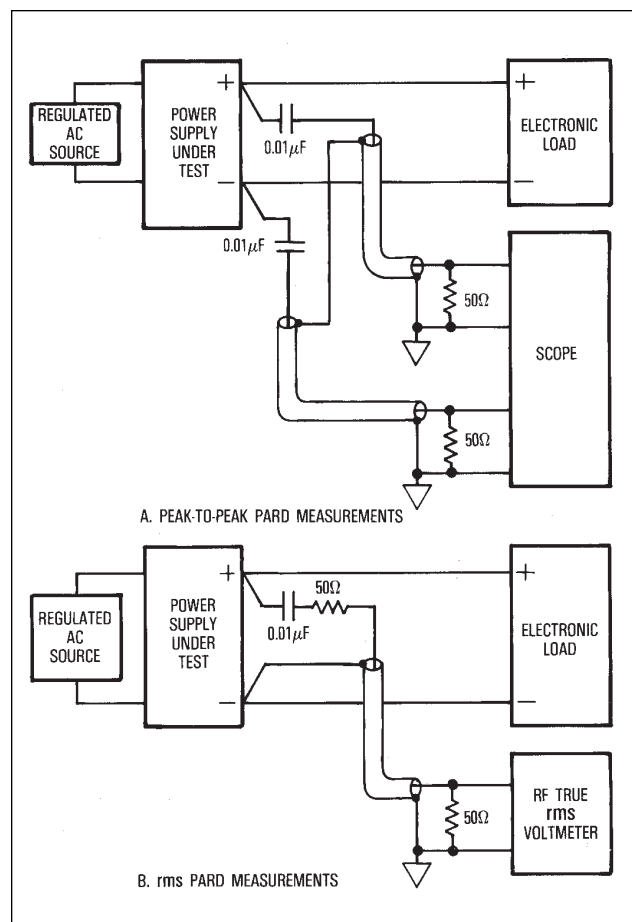 REGULATED
AC
SOURCE
+
POWER
SUPPLY
UNDER
TEST
−
0.01μF
0.01μF
+
ELECTRONIC
LOAD
−
50Ω
SCOPE
50Ω
A. PEAK-TO-PEAK PARD MEASUREMENTS
REGULATED
AC
SOURCE
+
POWER
SUPPLY
UNDER
TEST
−
50Ω
0.01μF
+
ELECTRONIC
LOAD
−
50Ω
RF TRUE
rms
VOLTMETER
B. rms PARD MEASUREMENTS